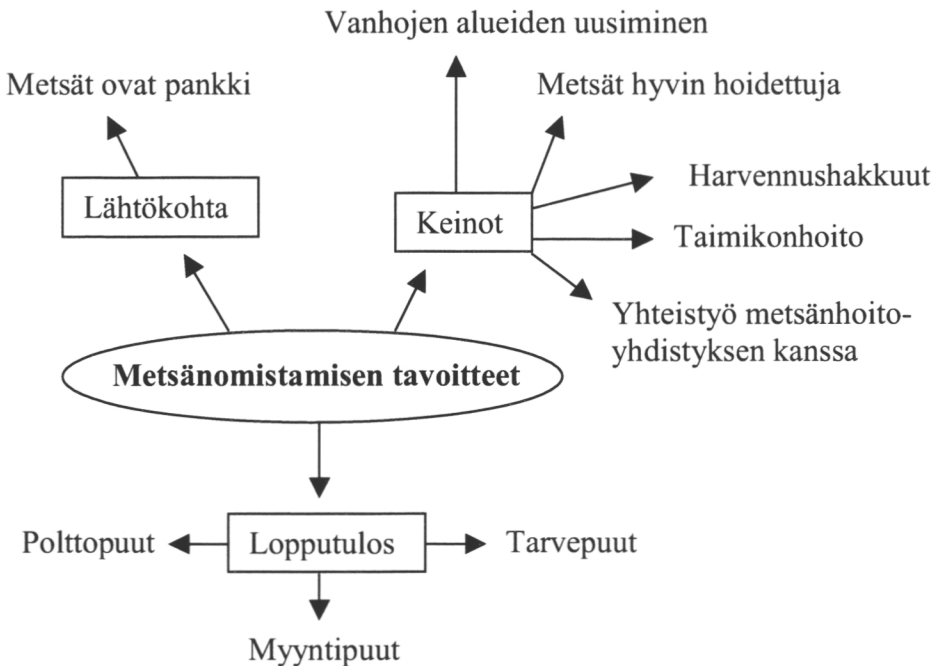 Vanhojen alueiden uusiminen
Metsät ovat pankki
Metsät hyvin hoidettuja
Harvennushakkuut
Lähtökohta
Keinot
Taimikonhoito
Yhteistyö metsänhoito-
yhdistyksen kanssa
Metsänomistamisen tavoitteet
Polttopuut
Lopputulos
Tarvepuut
Myyntipuut